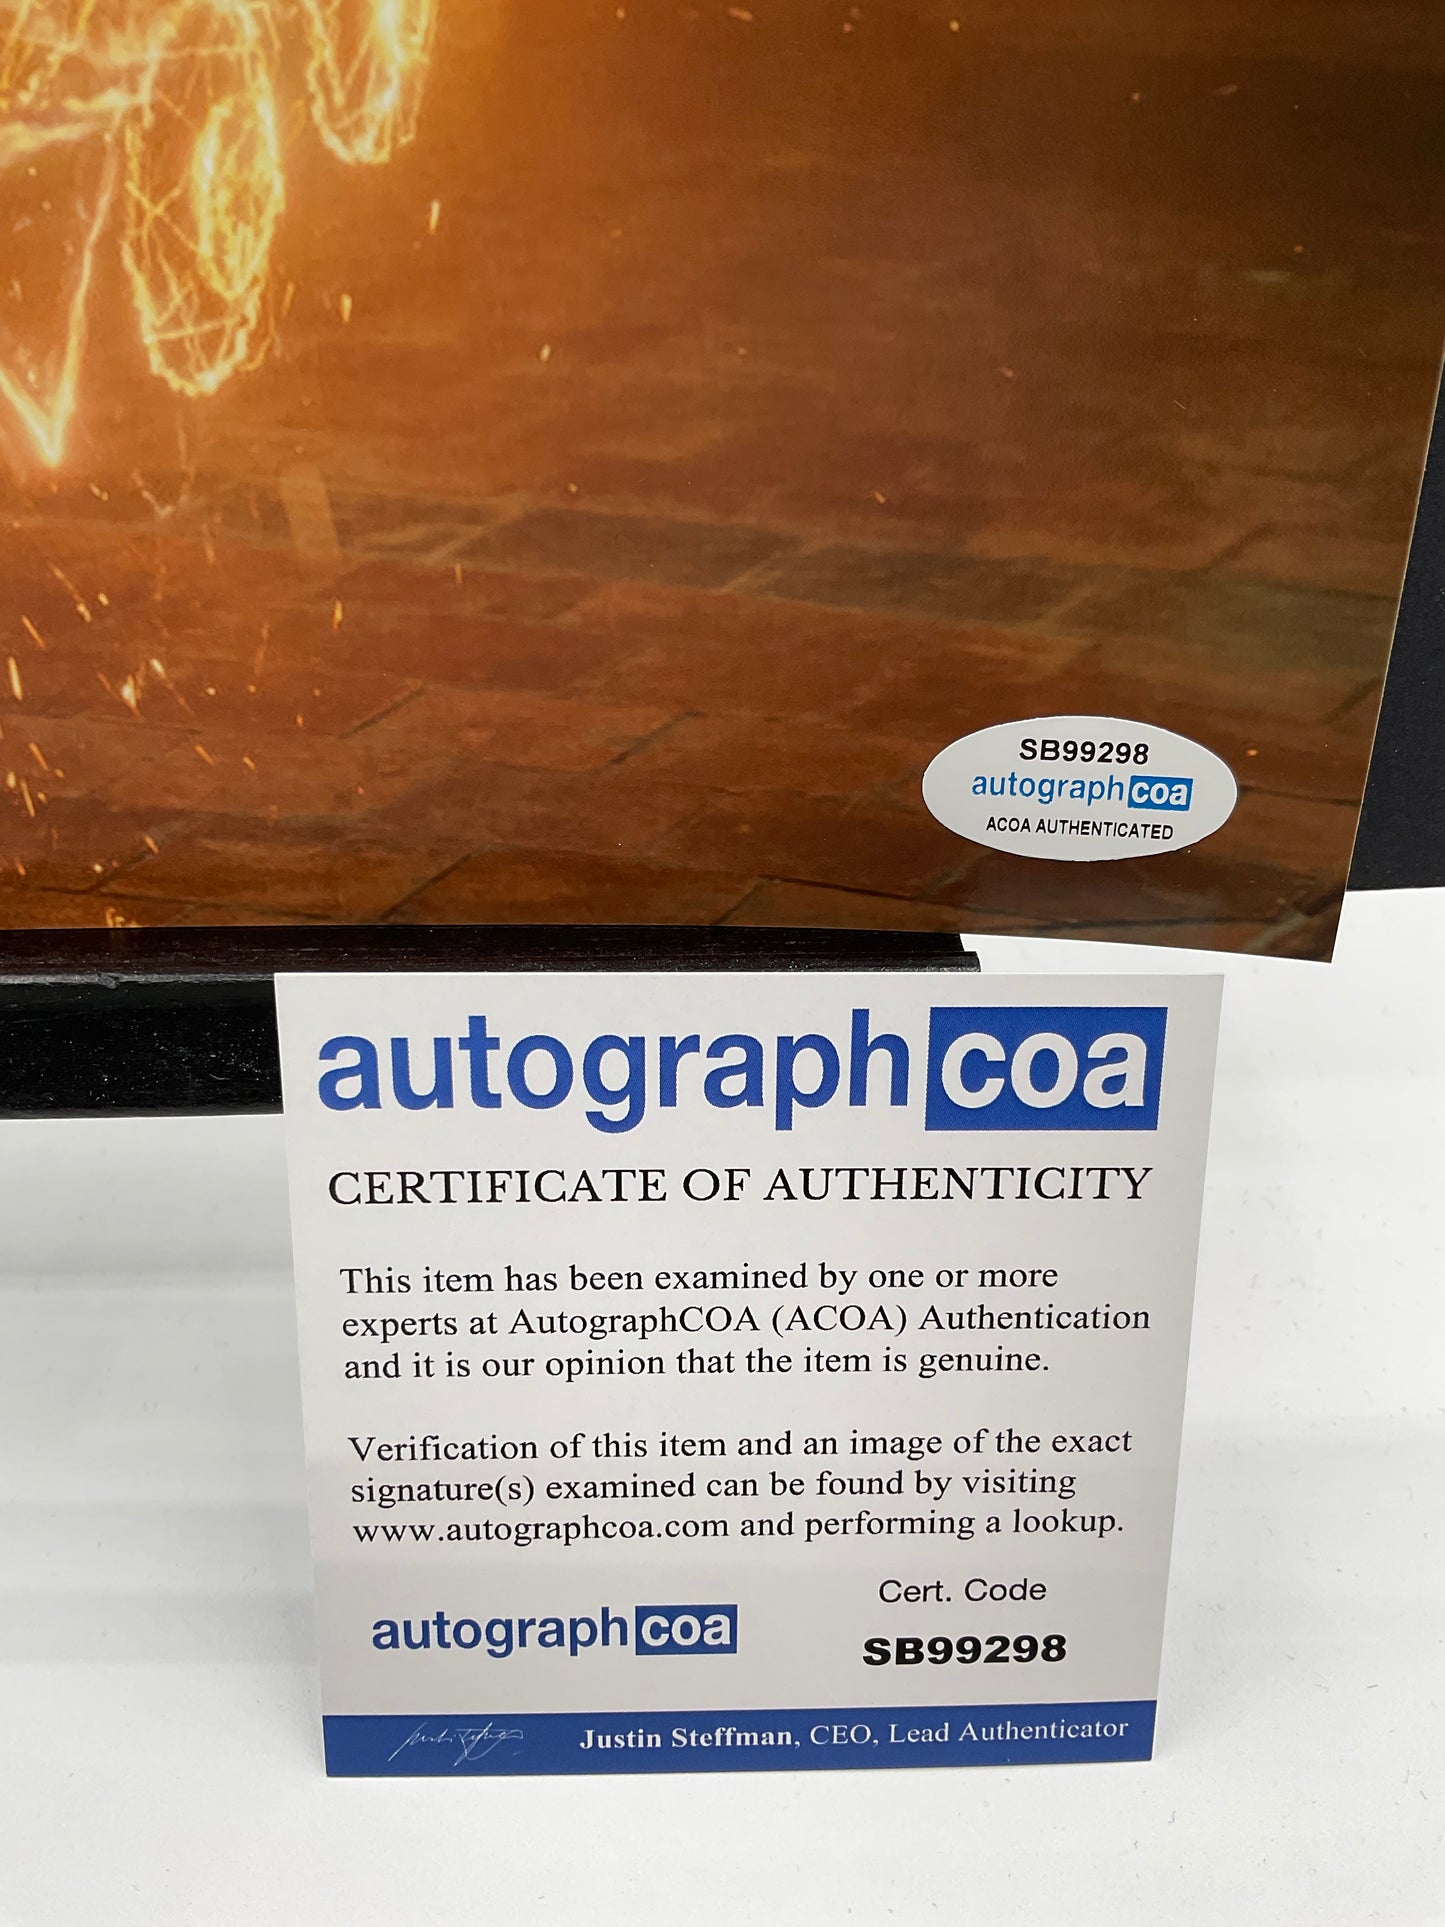 SB99298
autographcoa
ACOA AUTHENTICATED
autographcoa
CERTIFICATE OF AUTHENTICITY
This item has been examined by one or more
experts at AutographCOA (ACOA) Authentication
and it is our opinion that the item is genuine.
Verification of this item and an image of the exact
signature(s) examined can be found by visiting
www.autographcoa.com and performing a lookup.
Cert. Code
autographcoa
SB99298
Justin Steffman, CEO, Lead Authenticator